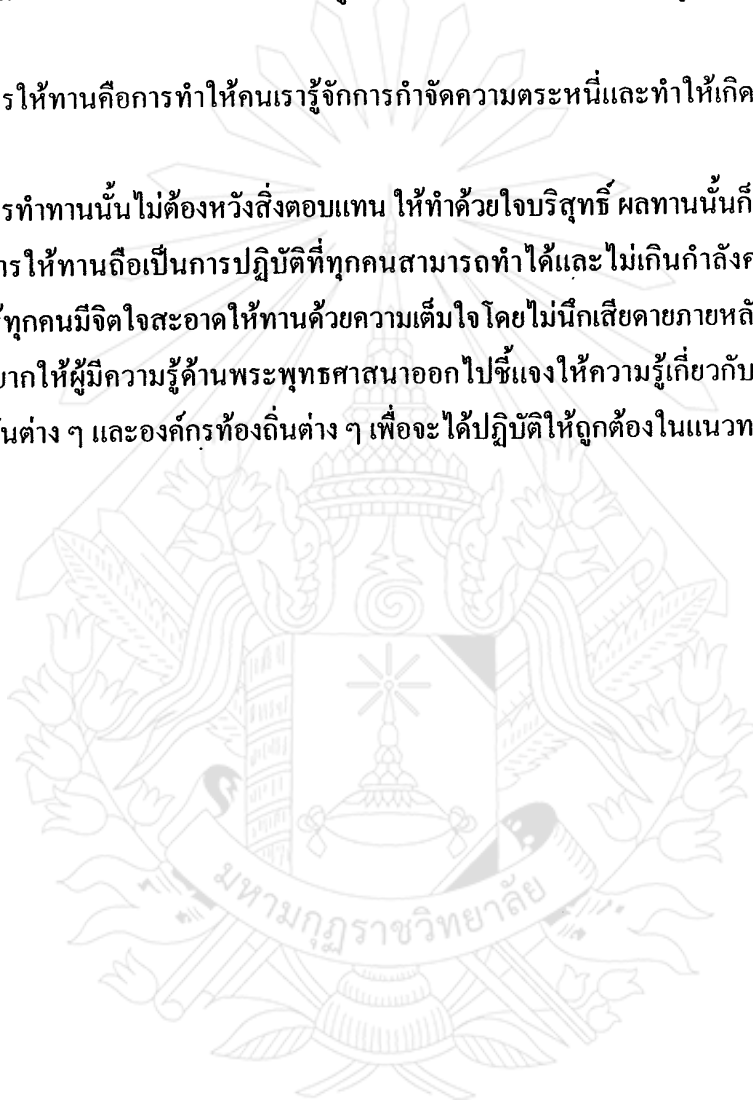 รให้ทานคือการทำให้คนเรารู้จักการกำจัดความตระหนี่และทำให้เกิด
รทำทานนั้นไม่ต้องหวังสิ่งตอบแทน ให้ทำด้วยใจบริสุทธิ์ ผลทานนั้นก็
ารให้ทานถือเป็นการปฏิบัติที่ทุกคนสามารถทำได้และไม่เกินกำลัง
ทุกคนมีจิตใจสะอาดให้ทานด้วยความเต็มใจโดยไม่นึกเสียดายภายหลั
ยากให้ผู้มีความรู้ด้านพระพุทธศาสนาออกไปชี้แจงให้ความรู้เกี่ยวกับ
นต่าง ๆ และองค์กรท้องถิ่นต่าง ๆ เพื่อจะได้ปฏิบัติให้ถูกต้องในแนวท
มหามกุฏราชวิทยาลัย